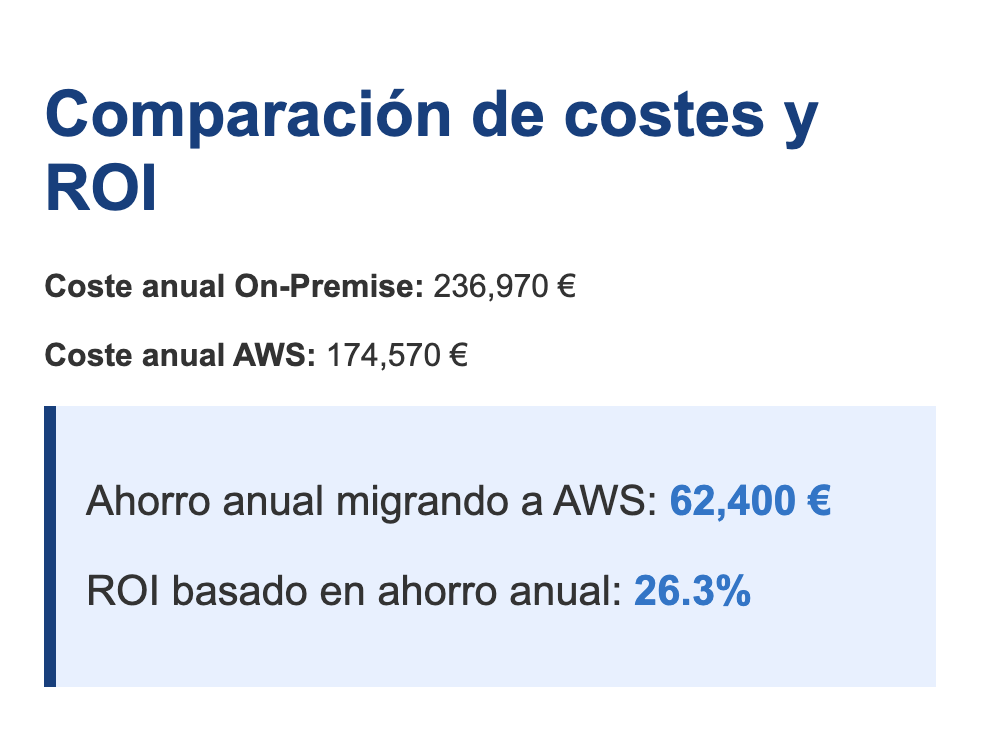 Comparación de costes y
ROI
Coste anual On-Premise: 236,970 €
Coste anual AWS: 174,570 €
Ahorro anual migrando a AWS: 62,400 €
ROI basado en ahorro anual: 26.3%